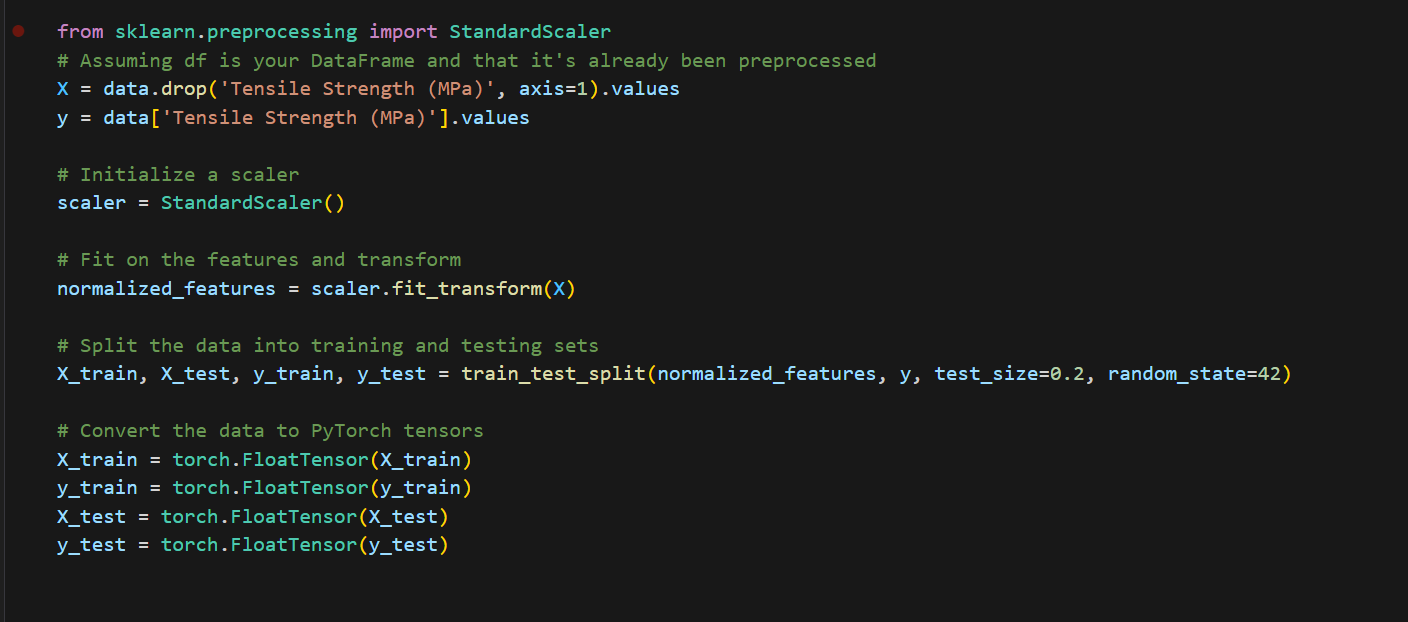 from sklearn.preprocessing import StandardScaler
# Assuming df is your DataFrame and that it's already been preprocessed
X = data.drop('Tensile Strength (MPa)', axis=1).values
y = data['Tensile Strength (MPa)'].values
# Initialize a scaler
scaler = StandardScaler()
# Fit on the features and transform
normalized_features = scaler.fit_transform(X)
# Split the data into training and testing sets
X_train, X_test, y_train, y_test = train_test_split(normalized_features, y, test_size=0.2, random_state=42)
# Convert the data to PyTorch tensors
X_train = torch.FloatTensor(X_train)
y_train = torch.FloatTensor(y_train)
X_test = torch.FloatTensor(X_test)
y_test = torch.FloatTensor(y_test)